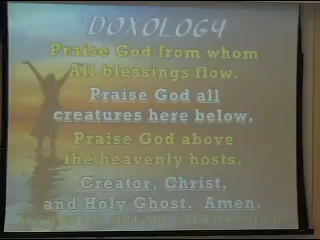 DOXOLOGY
Praise God from whom
All blessings flow.
Praise God all
creatures here below,
Praise God above
the heavenly hosts.
Creator, Christ,
and Holy Ghost. Amen.